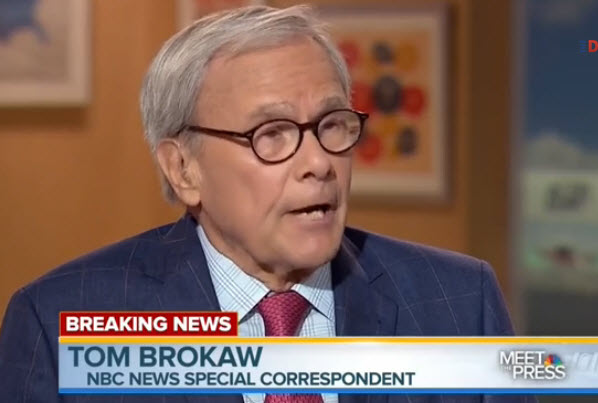 D
BREAKING NEWS
TOM BROKAW
NBC NEWS SPECIAL CORRESPONDENT
MEET
THE PRESS